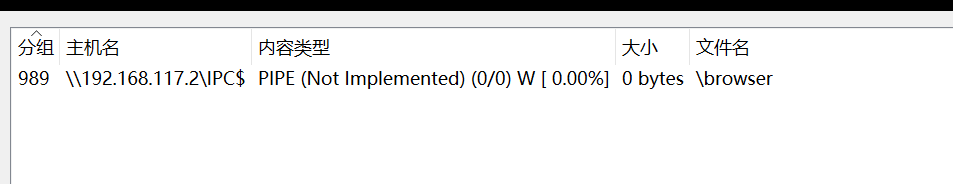 分组 主机名 内容类型 大小 文件名
989 \\192.168.117.2\IPC$ PIPE (Not Implemented) (0/0) W [ 0.00%] 0 bytes \browser